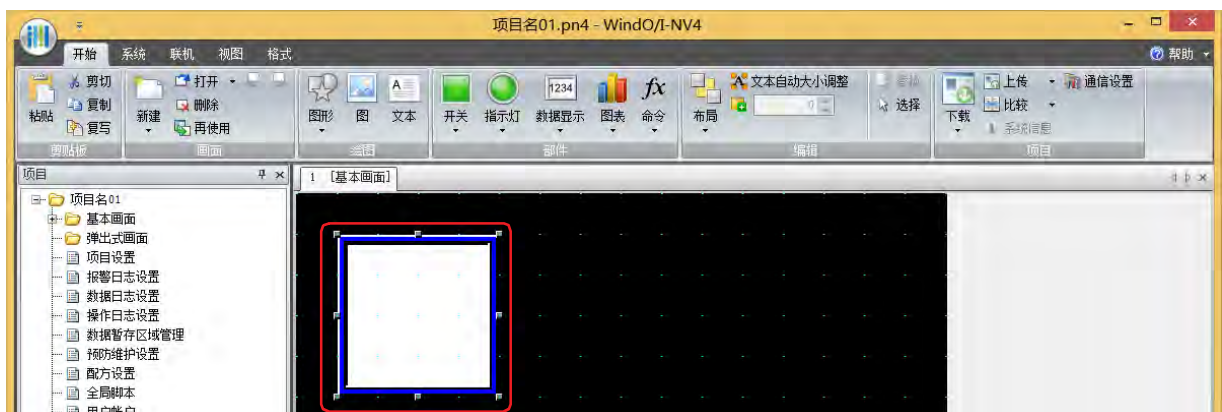 项目名01.pn4 - WindO/I-NV4
开始 系统 联机 视图 格式 帮助
剪切 打开 A 1234 fx 文本自动大小调整 替换 上传 通信设置
复制 删除 0 选择 比较
粘贴 复写 新建 再使用 图形 图 文本 开关 指示灯 数据显示 图表 命令 布局 下载 系统信息
剪贴板 画面 绘图 部件 编辑 项目
项目 1 [基本画面]
项目名01
基本画面
弹出式画面
项目设置
报警日志设置
数据日志设置
操作日志设置
数据暂存区域管理
预防维护设置
配方设置
全局脚本
用户帐户